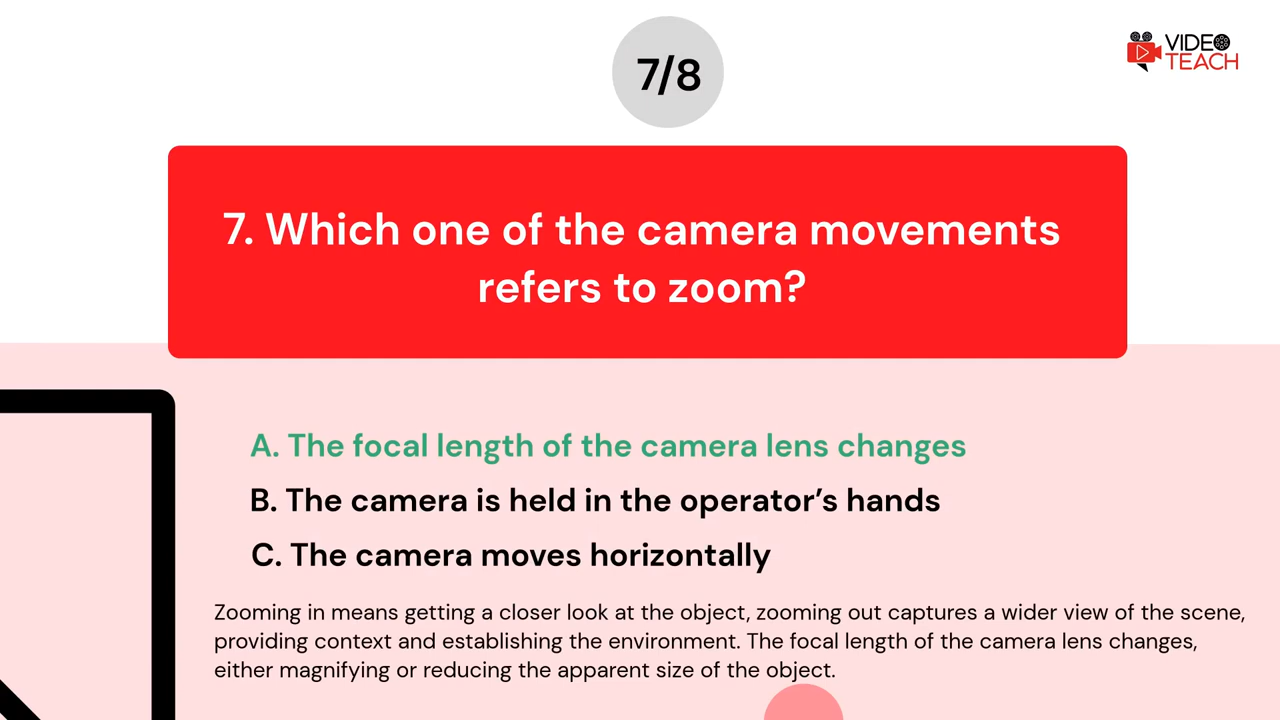 7/8
VIDEO
TEACH
7. Which one of the camera movements
refers to zoom?
A. The focal length of the camera lens changes
B. The camera is held in the operator’s hands
C. The camera moves horizontally
Zooming in means getting a closer look at the object, zooming out captures a wider view of the scene,
providing context and establishing the environment. The focal length of the camera lens changes,
either magnifying or reducing the apparent size of the object.